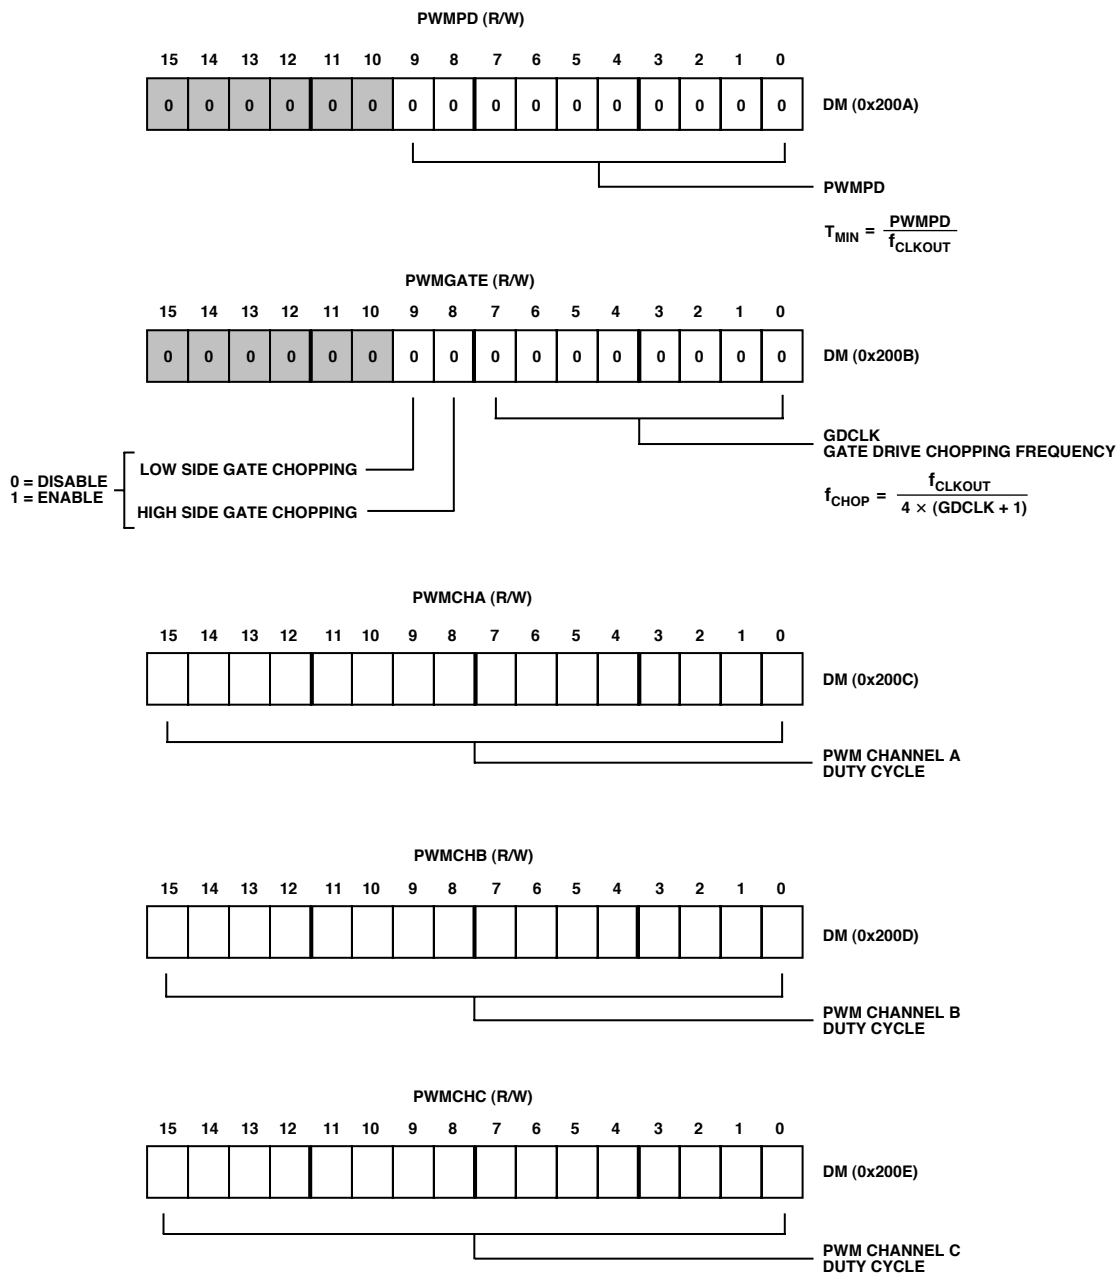 PWMPD (R/W)
15 14 13 12 11 10 9 8 7 6 5 4 3 2 1 0
0 0 0 0 0 0 0 0 0 0 0 0 0 0 0 0 DM (0x200A)
PWMPD
T_MIN = PWMPD / f_CLKOUT
PWMGATE (R/W)
15 14 13 12 11 10 9 8 7 6 5 4 3 2 1 0
0 0 0 0 0 0 0 0 0 0 0 0 0 0 0 0 DM (0x200B)
GDCLK
GATE DRIVE CHOPPING FREQUENCY
f_CHOP = f_CLKOUT / 4 × (GDCLK + 1)
0 = DISABLE
1 = ENABLE
LOW SIDE GATE CHOPPING
HIGH SIDE GATE CHOPPING
PWMCHA (R/W)
15 14 13 12 11 10 9 8 7 6 5 4 3 2 1 0
DM (0x200C)
PWM CHANNEL A
DUTY CYCLE
PWMCHB (R/W)
15 14 13 12 11 10 9 8 7 6 5 4 3 2 1 0
DM (0x200D)
PWM CHANNEL B
DUTY CYCLE
PWMCHC (R/W)
15 14 13 12 11 10 9 8 7 6 5 4 3 2 1 0
DM (0x200E)
PWM CHANNEL C
DUTY CYCLE